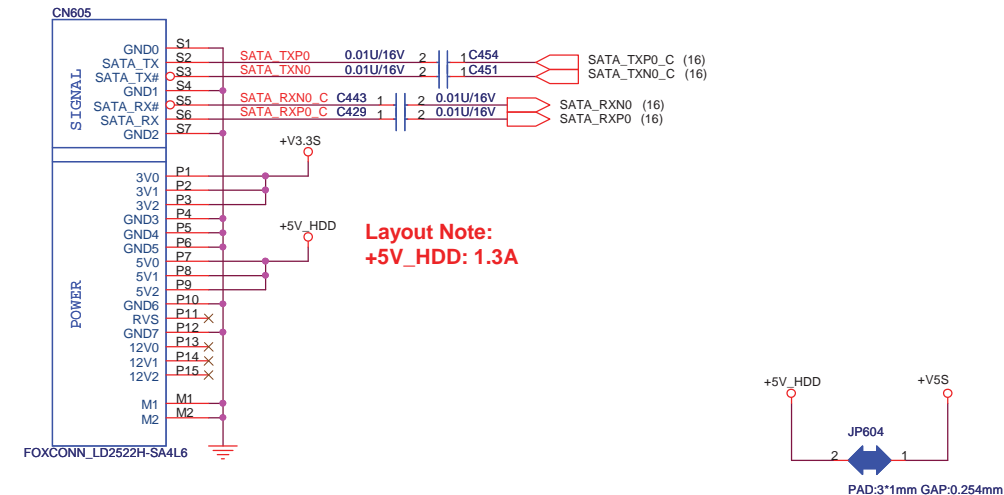 CN605
SIGNAL
GND0 S1
SATA_TX S2 SATA_TXP0 0.01U/16V 2 1 C454 SATA_TXP0_C (16)
SATA_TX# S3 SATA_TXN0 0.01U/16V 2 1 C451 SATA_TXN0_C (16)
GND1 S4
SATA_RX# S5 SATA_RXN0_C C443 1 2 0.01U/16V SATA_RXN0 (16)
SATA_RX S6 SATA_RXP0_C C429 1 2 0.01U/16V SATA_RXP0 (16)
GND2 S7
+V3.3S
POWER
3V0 P1
3V1 P2
3V2 P3
GND3 P4
GND4 P5
GND5 P6
+5V_HDD
Layout Note:
+5V_HDD: 1.3A
5V0 P7
5V1 P8
5V2 P9
GND6 P10
RVS P11
GND7 P12
12V0 P13
12V1 P14
12V2 P15
M1 M1
M2 M2
FOXCONN_LD2522H-SA4L6
+5V_HDD +V5S
JP604
2 1
PAD:3*1mm GAP:0.254mm